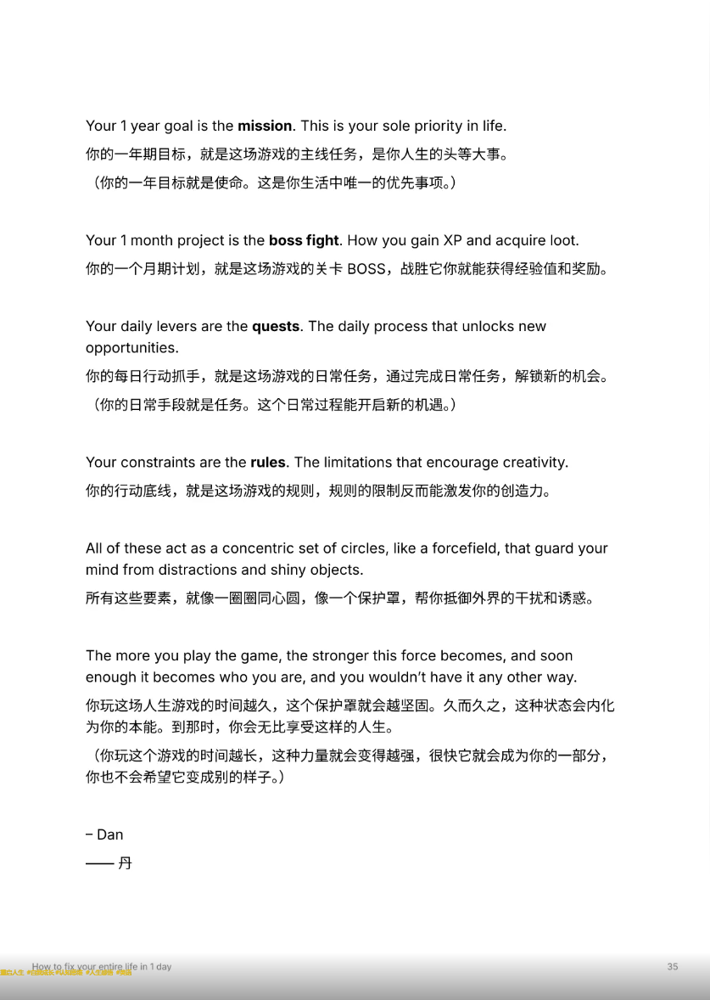 Your 1 year goal is the mission. This is your sole priority in life.
你的一年期目标，就是这场游戏的主线任务，是你人生的头等大事。
（你的一年目标就是使命。这是你生活中唯一的优先事项。）
Your 1 month project is the boss fight. How you gain XP and acquire loot.
你的一个月期计划，就是这场游戏的关卡 BOSS，战胜它你就能获得经验值和奖励。
Your daily levers are the quests. The daily process that unlocks new
opportunities.
你的每日行动抓手，就是这场游戏的日常任务，通过完成日常任务，解锁新的机会。
（你的日常手段就是任务。这个日常过程能开启新的机遇。）
Your constraints are the rules. The limitations that encourage creativity.
你的行动底线，就是这场游戏的规则，规则的限制反而能激发你的创造力。
All of these act as a concentric set of circles, like a forcefield, that guard your
mind from distractions and shiny objects.
所有这些要素，就像一圈圈同心圆，像一个保护罩，帮你抵御外界的干扰和诱惑。
The more you play the game, the stronger this force becomes, and soon
enough it becomes who you are, and you wouldn’t have it any other way.
你玩这场人生游戏的时间越久，这个保护罩就会越坚固。久而久之，这种状态会内化
为你的本能。到那时，你会无比享受这样的人生。
（你玩这个游戏的时间越长，这种力量就会变得越强，很快它就会成为你的一部分，
你也不会希望它变成别的样子。）
– Dan
—— 丹
How to fix your entire life in 1 day
35